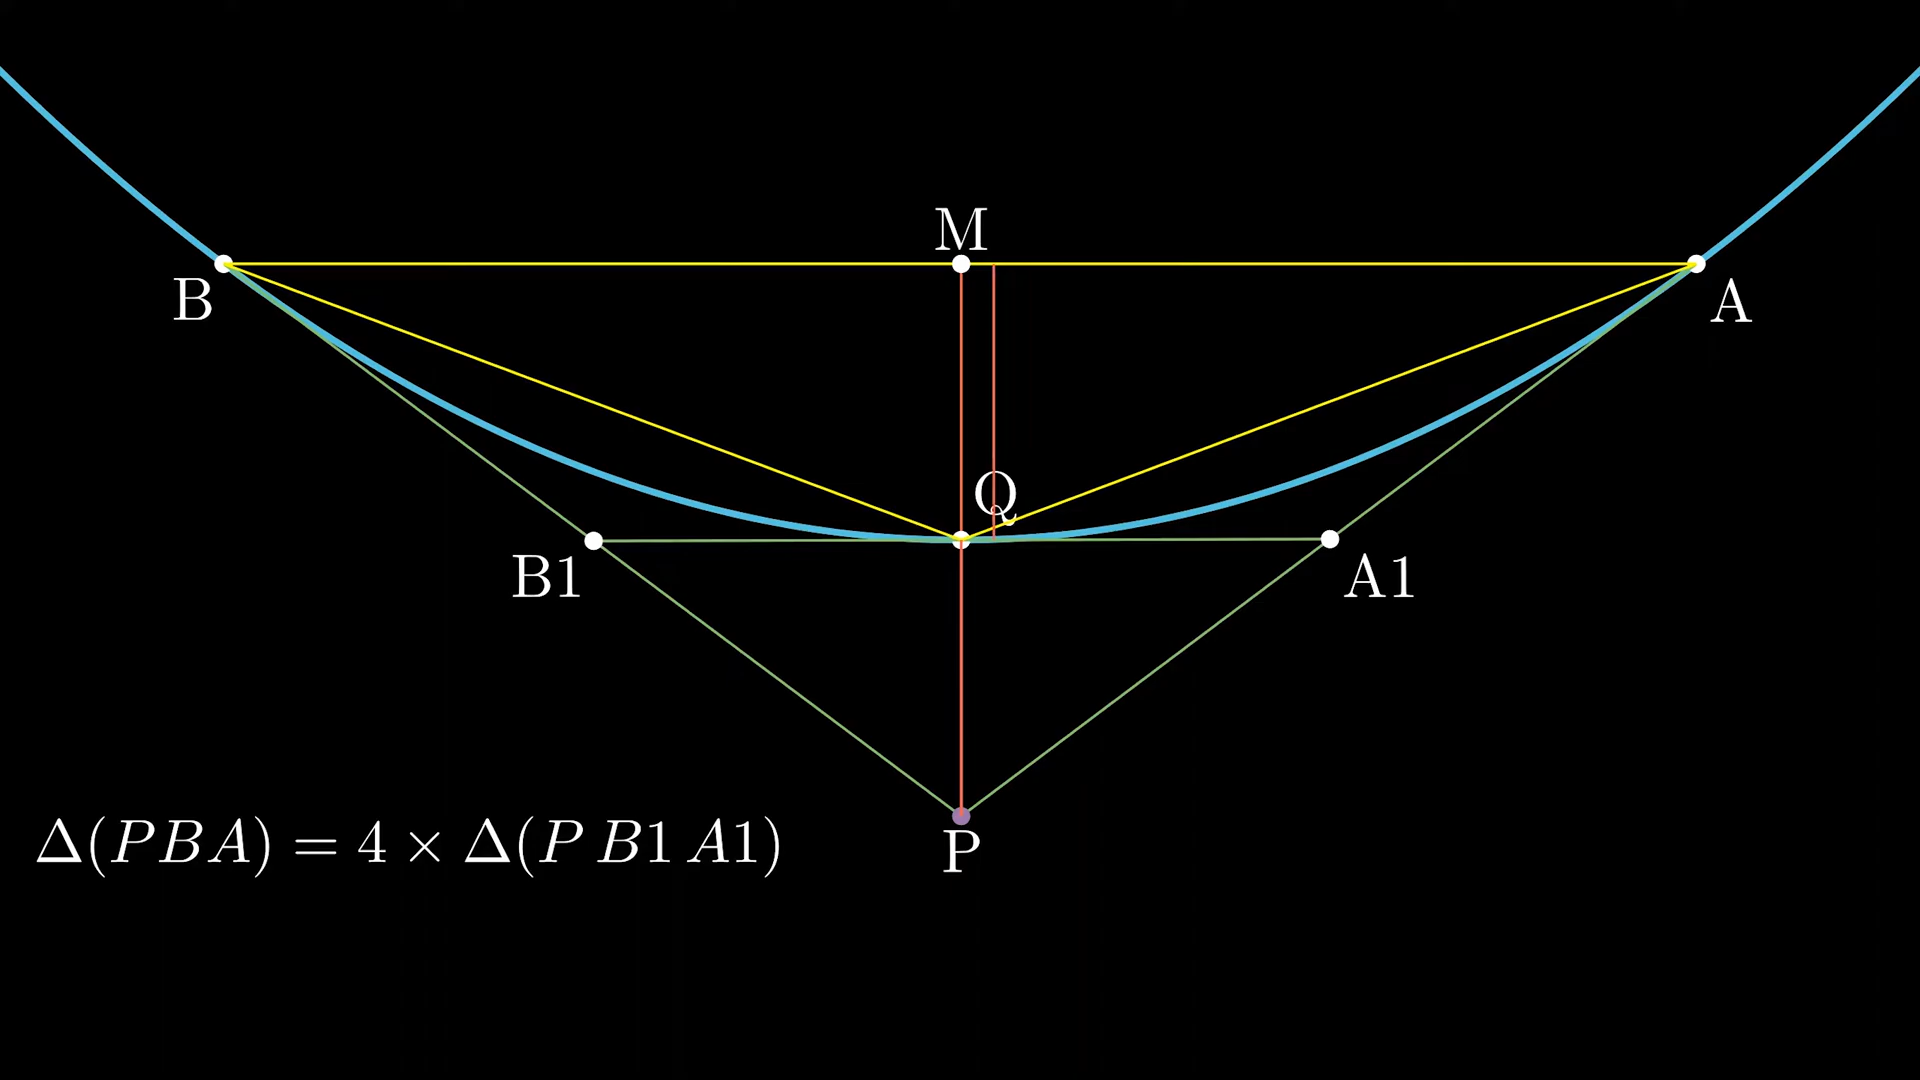 M
B
A
Q
B1
A1
Δ(PBA) = 4 × Δ(P B1 A1)
P